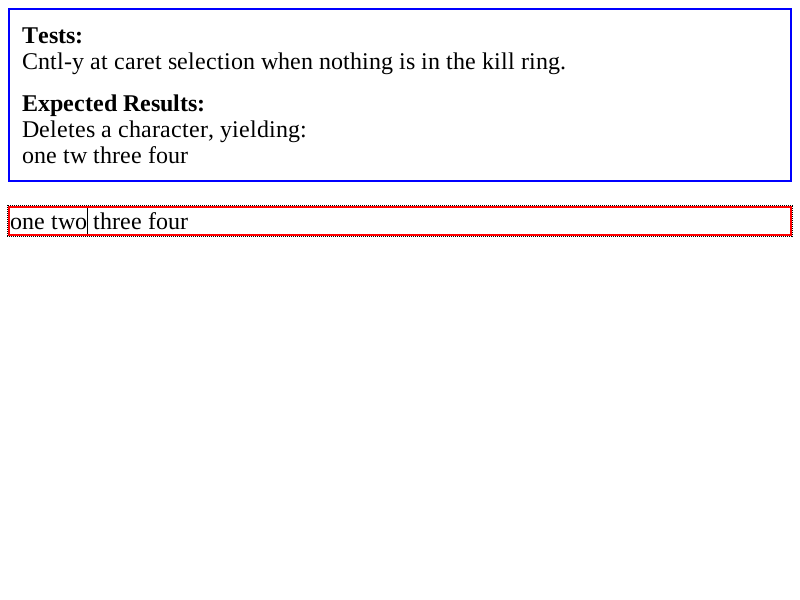 Tests:
Cntl-y at caret selection when nothing is in the kill ring.
Expected Results:
Deletes a character, yielding:
one tw three four
one two three four